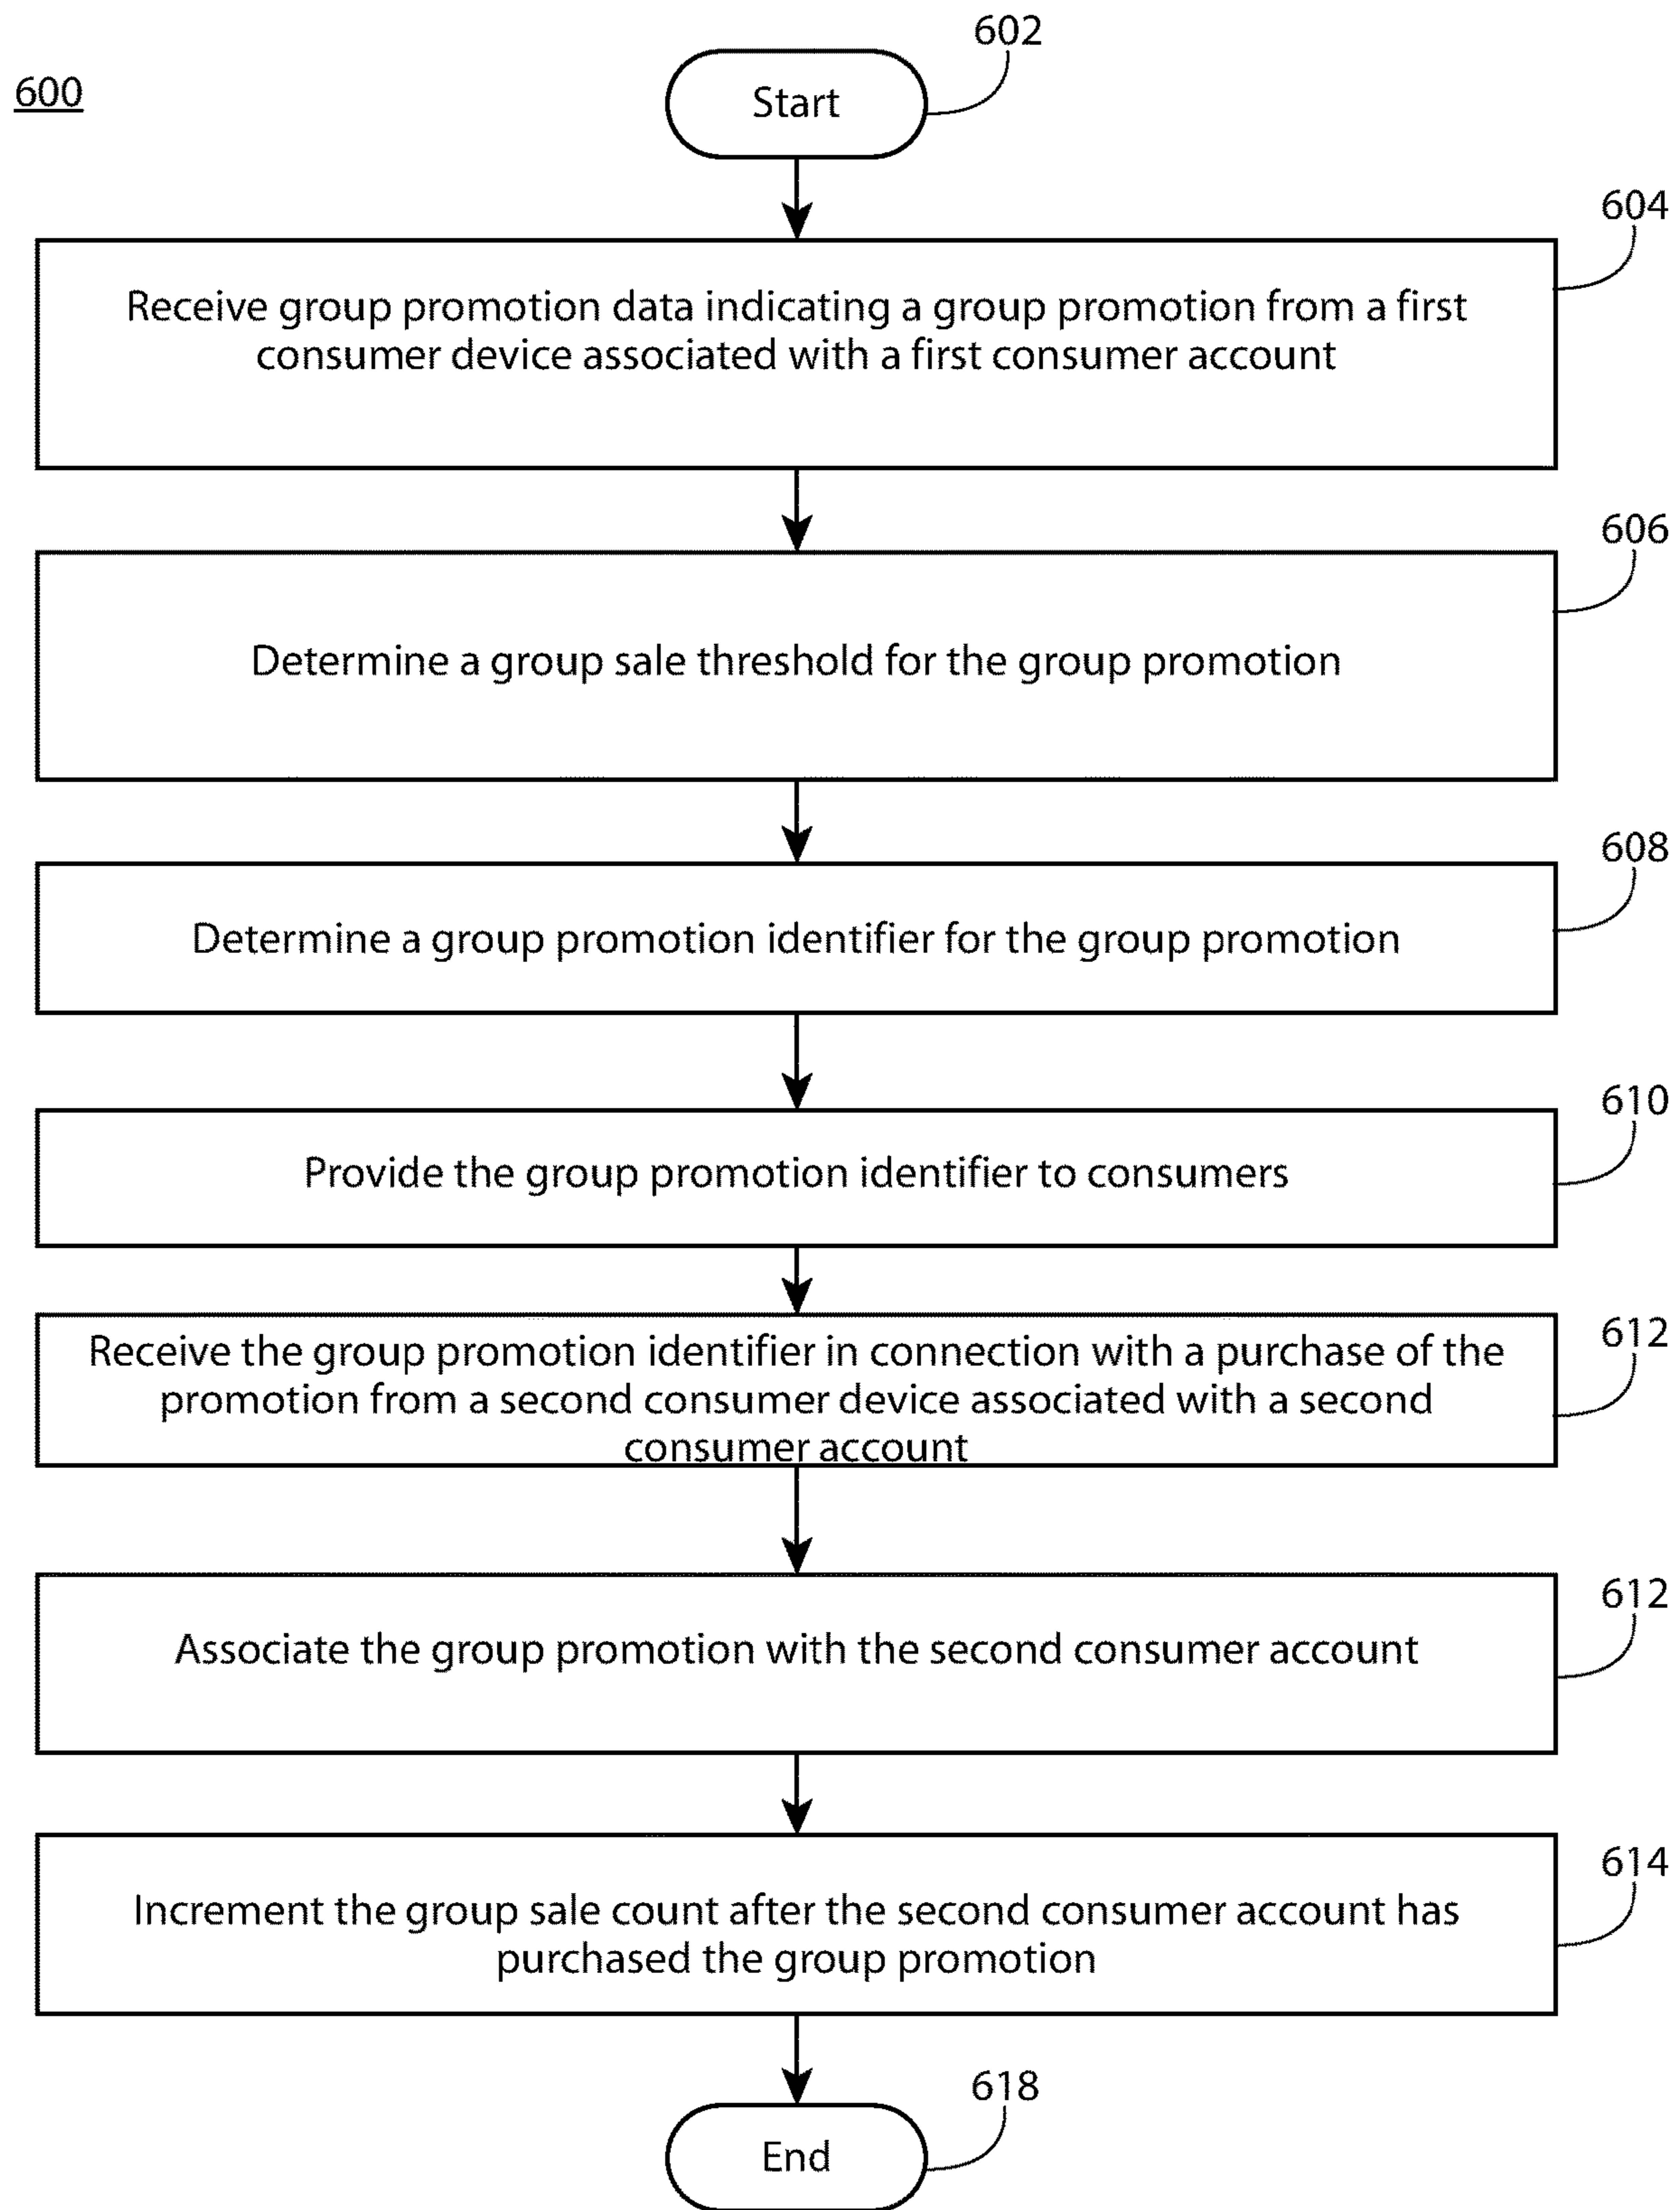 602
600
Start
604
Receive group promotion data indicating a group promotion from a first
consumer device associated with a first consumer account
606
Determine a group sale threshold for the group promotion
608
Determine a group promotion identifier for the group promotion
610
Provide the group promotion identifier to consumers
612
Receive the group promotion identifier in connection with a purchase of the
promotion from a second consumer device associated with a second
consumer account
612
Associate the group promotion with the second consumer account
614
Increment the group sale count after the second consumer account has
purchased the group promotion
618
End